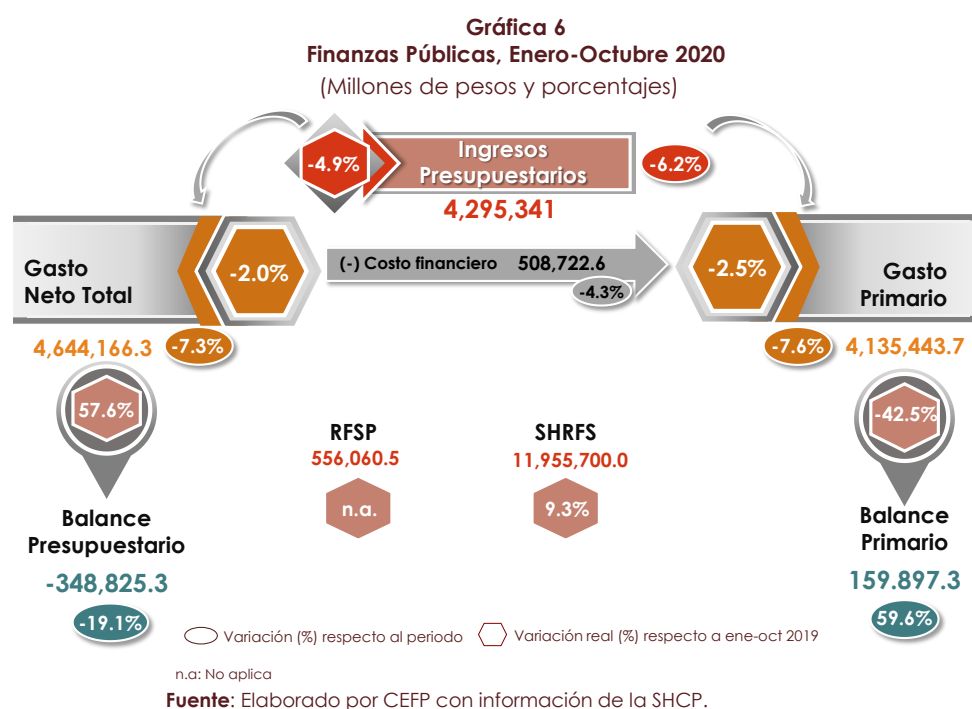 Gráfica 6
Finanzas Públicas, Enero-Octubre 2020
(Millones de pesos y porcentajes)
-4.9%
Ingresos
Presupuestarios
-6.2%
4,295,341
Gasto
Neto Total
-2.0%
(-) Costo financiero 508,722.6
-4.3%
-2.5%
Gasto
Primario
4,644,166.3
-7.3%
-7.6%
4,135,443.7
57.6%
-42.5%
RFSP
556,060.5
n.a.
SHRFS
11,955,700.0
9.3%
Balance
Presupuestario
-348,825.3
-19.1%
Balance
Primario
159.897.3
59.6%
Variación (%) respecto al periodo
Variación real (%) respecto a ene-oct 2019
n.a: No aplica
Fuente: Elaborado por CEFP con información de la SHCP.